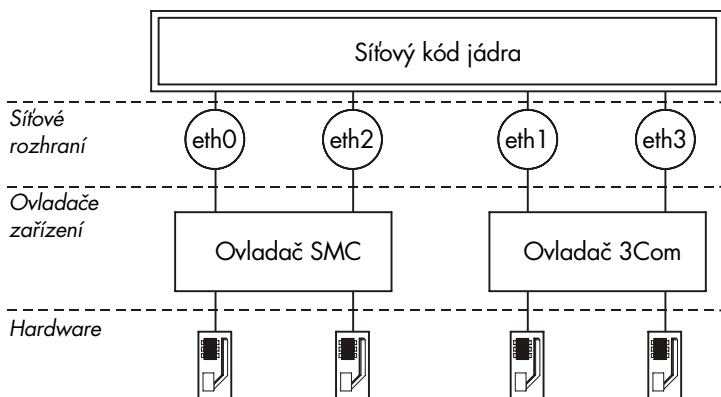 Síťový kód jádra
Síťové
rozhraní
eth0
eth2
eth1
eth3
Ovladače
zařízení
Ovladač SMC
Ovladač 3Com
Hardware